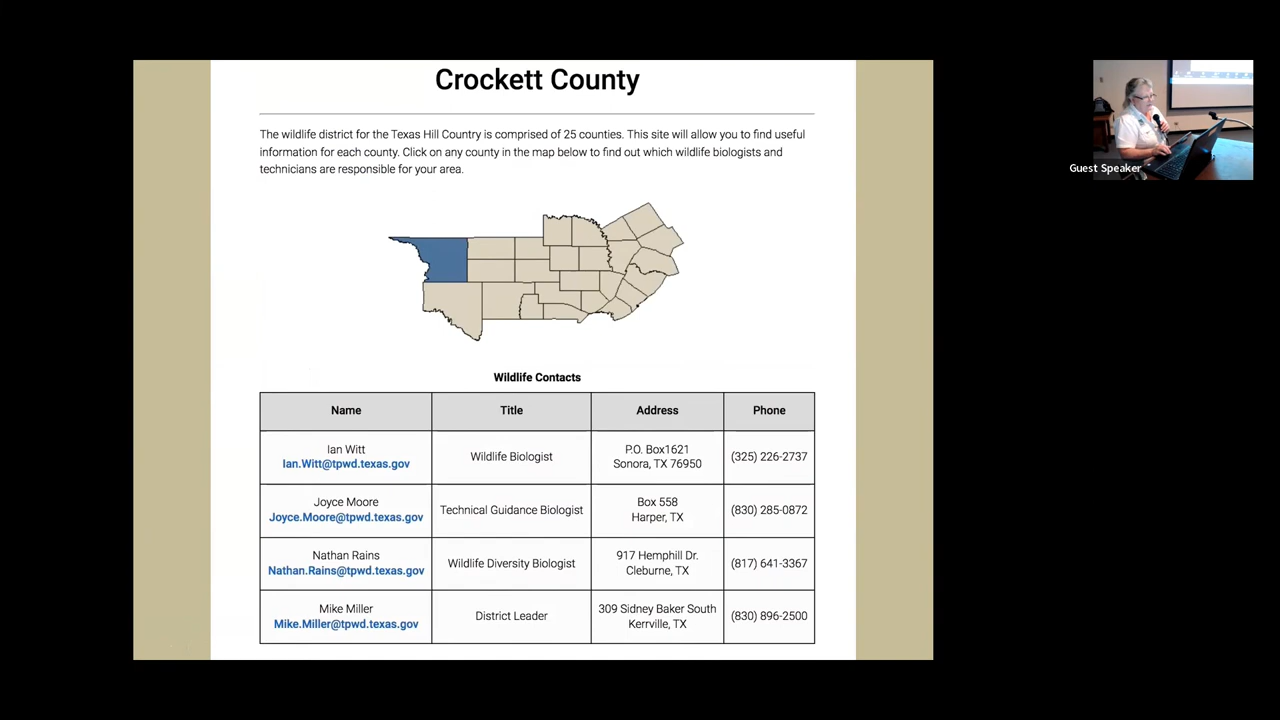 Crockett County
The wildlife district for the Texas Hill Country is comprised of 25 counties. This site will allow you to find useful
information for each county. Click on any county in the map below to find out which wildlife biologists and
technicians are responsible for your area.
Wildlife Contacts
Name Title Address Phone
Ian Witt
Ian.Witt@tpwd.texas.gov
Wildlife Biologist
P.O. Box1621
Sonora, TX 76950
(325) 226-2737
Joyce Moore
Joyce.Moore@tpwd.texas.gov
Technical Guidance Biologist
Box 558
Harper, TX
(830) 285-0872
Nathan Rains
Nathan.Rains@tpwd.texas.gov
Wildlife Diversity Biologist
917 Hemphill Dr.
Cleburne, TX
(817) 641-3367
Mike Miller
Mike.Miller@tpwd.texas.gov
District Leader
309 Sidney Baker South
Kerrville, TX
(830) 896-2500
Guest Speaker